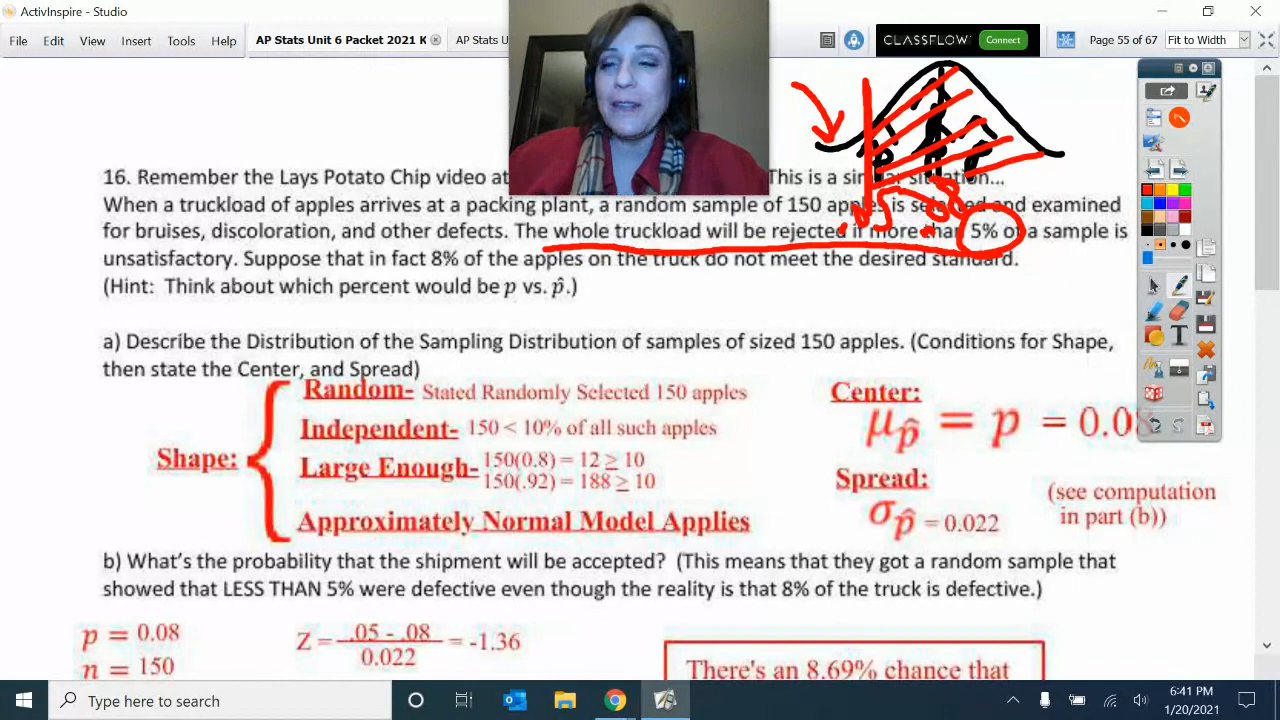 ActivInspire - Studio
File Edit View Insert Tools Help
AP Stats Unit 6 Packet 2021 K
AP Stats U
CLASSFLOW Connect
Page 55 of 67
Fit to Width
16. Remember the Lays Potato Chip video at
This is a similar situation...
When a truckload of apples arrives at a packing plant, a random sample of 150 apples is selected and examined
for bruises, discoloration, and other defects. The whole truckload will be rejected if more than 5% of a sample is
unsatisfactory. Suppose that in fact 8% of the apples on the truck do not meet the desired standard.
(Hint: Think about which percent would be p vs. p̂.)
.05
.08
a) Describe the Distribution of the Sampling Distribution of samples of sized 150 apples. (Conditions for Shape,
then state the Center, and Spread)
Shape:
Random- Stated Randomly Selected 150 apples
Independent- 150 < 10% of all such apples
Large Enough- 150(0.8) = 12 ≥ 10
150(.92) = 188 ≥ 10
Approximately Normal Model Applies
Center:
μp̂ = p = 0.08
Spread:
σp̂ = 0.022
(see computation
in part (b))
b) What's the probability that the shipment will be accepted? (This means that they got a random sample that
showed that LESS THAN 5% were defective even though the reality is that 8% of the truck is defective.)
p = 0.08
n = 150
Z = .05 - .08 / 0.022 = -1.36
There's an 8.69% chance that
Type here to search
6:41 PM
1/20/2021